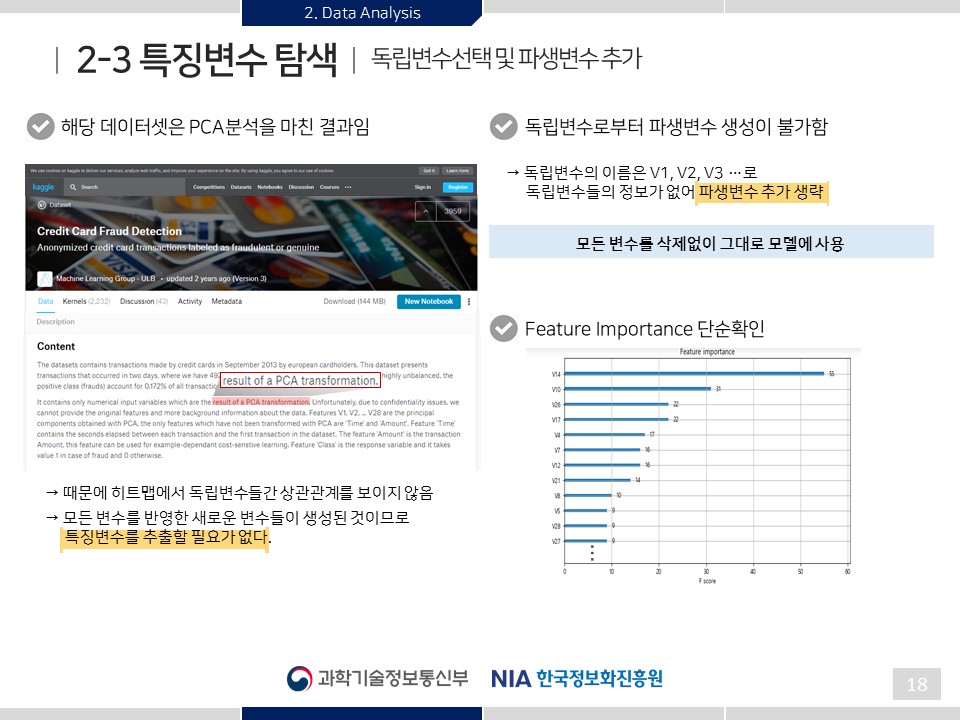 2. Data Analysis
2-3 특징변수 탐색
독립변수선택 및 파생변수 추가
해당 데이터셋은 PCA분석을 마친 결과임
We use cookies on kaggle to deliver our services, analyze web traffic, and improve your experience on the site. By using kaggle, you agree to our use of cookies.
Got it
Learn more
kaggle
Search
Competitions
Datasets
Notebooks
Discussion
Courses
•••
Sign in
Register
Dataset
3959
Credit Card Fraud Detection
Anonymized credit card transactions labeled as fraudulent or genuine
Machine Learning Group - ULB • updated 2 years ago (Version 3)
Data
Kernels (2,232)
Discussion (43)
Activity
Metadata
Download (144 MB)
New Notebook
Description
Content
The datasets contains transactions made by credit cards in September 2013 by european cardholders. This dataset presents
transactions that occurred in two days, where we have 49
highly unbalanced, the
result of a PCA transformation.
positive class (frauds) account for 0.172% of all transactio
It contains only numerical input variables which are the result of a PCA transformation. Unfortunately, due to confidentiality issues, we
cannot provide the original features and more background information about the data. Features V1, V2, ... V28 are the principal
components obtained with PCA, the only features which have not been transformed with PCA are 'Time' and 'Amount'. Feature 'Time'
contains the seconds elapsed between each transaction and the first transaction in the dataset. The feature 'Amount' is the transaction
Amount, this feature can be used for example-dependant cost-senstive learning. Feature 'Class' is the response variable and it takes
value 1 in case of fraud and 0 otherwise.
→ 때문에 히트맵에서 독립변수들간 상관관계를 보이지 않음
→ 모든 변수를 반영한 새로운 변수들이 생성된 것이므로
특징변수를 추출할 필요가 없다.
독립변수로부터 파생변수 생성이 불가함
→ 독립변수의 이름은 V1, V2, V3 …로
독립변수들의 정보가 없어 파생변수 추가 생략
모든 변수를 삭제없이 그대로 모델에 사용
Feature Importance 단순확인
Feature importance
V14 55
V10 31
V26 22
V17 22
V4 17
V7 16
V12 16
V21 14
V8 10
V5 9
V28 9
V27 9
0 10 20 30 40 50 60
F score
과학기술정보통신부
NIA 한국정보화진흥원
18